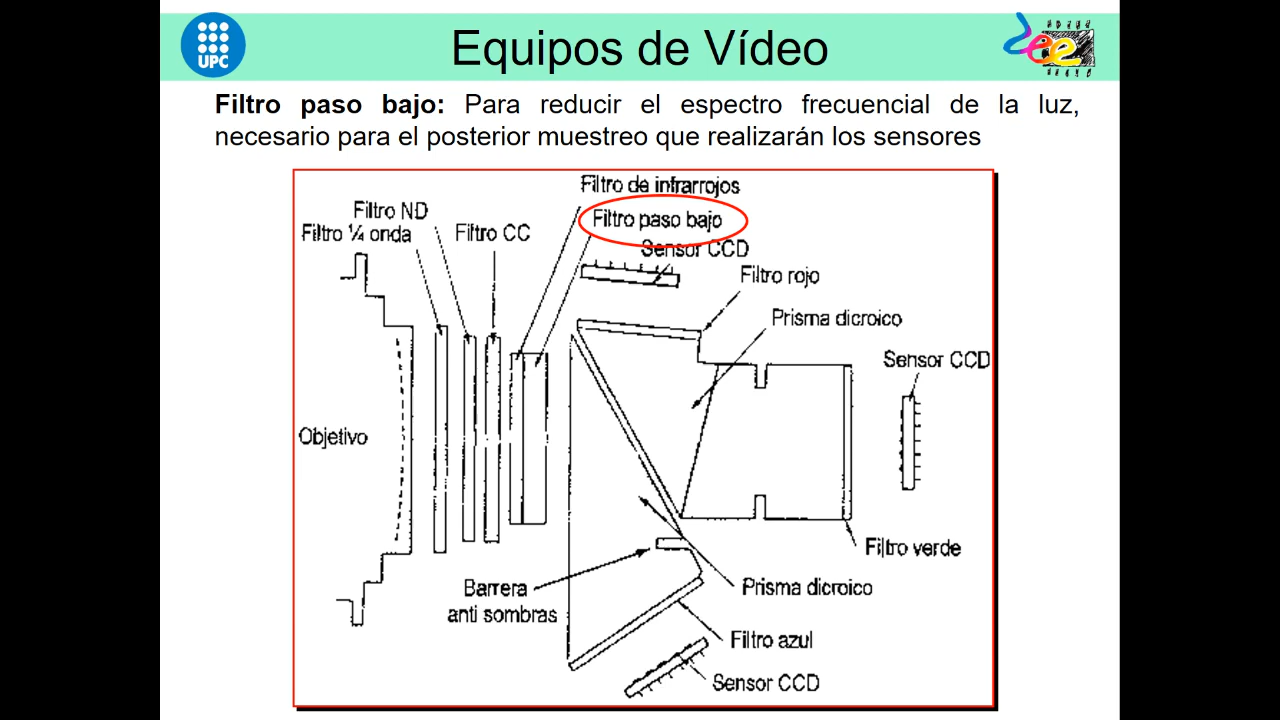 UPC
Equipos de Vídeo
Filtro paso bajo: Para reducir el espectro frecuencial de la luz,
necesario para el posterior muestreo que realizarán los sensores
Filtro de infrarrojos
Filtro ND
Filtro paso bajo
Filtro ¼ onda
Filtro CC
Sensor CCD
Filtro rojo
Prisma dicroico
Sensor CCD
Objetivo
Filtro verde
Barrera
anti sombras
Prisma dicroico
Filtro azul
Sensor CCD